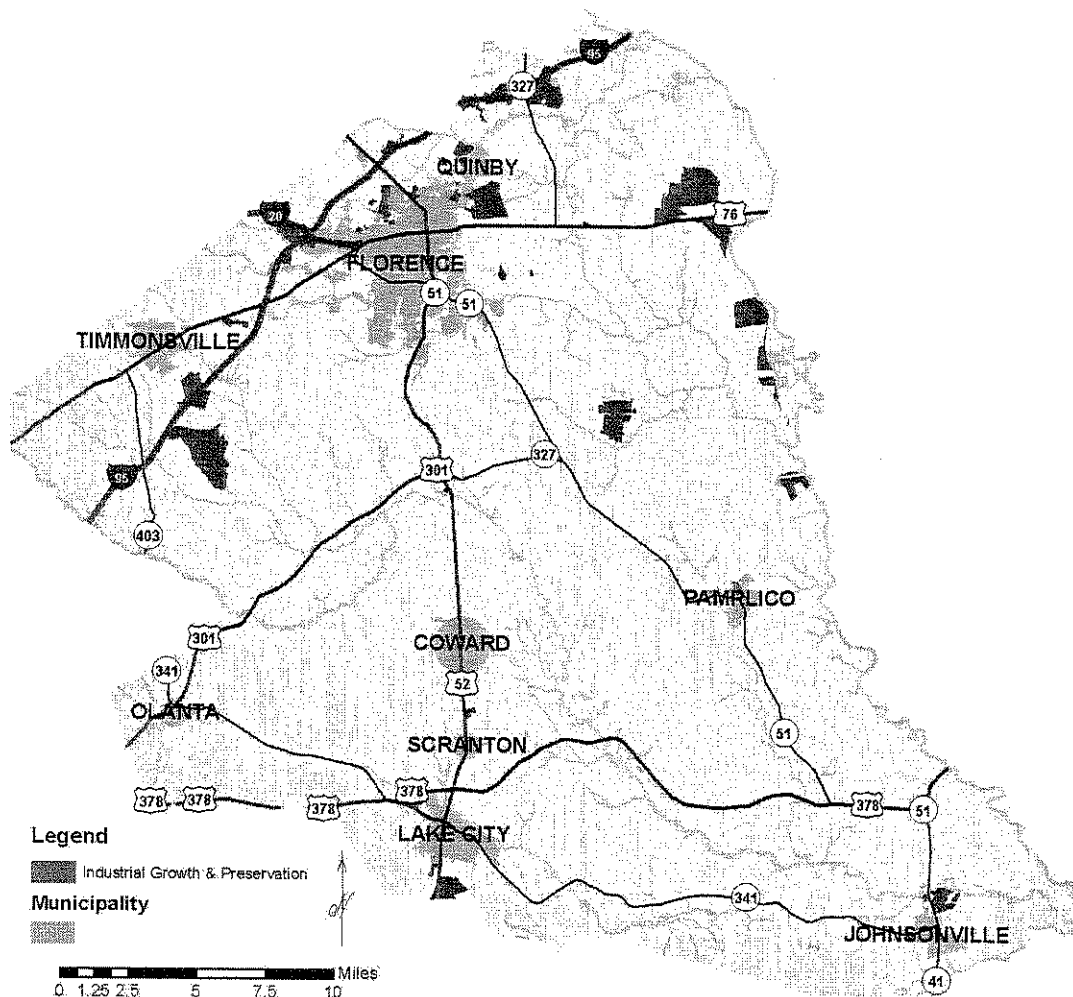 95
327
QUINBY
20
76
FLORENCE
51
51
TIMMONSVILLE
327
301
95
403
PAMPLICO
301
COWARD
341
52
OLANTA
51
SCRANTON
378
378 378
378
378
51
LAKE CITY
Legend
Industrial Growth & Preservation
Municipality
341
JOHNSONVILLE
Miles
0 1.25 2.5 5 7.5 10
41